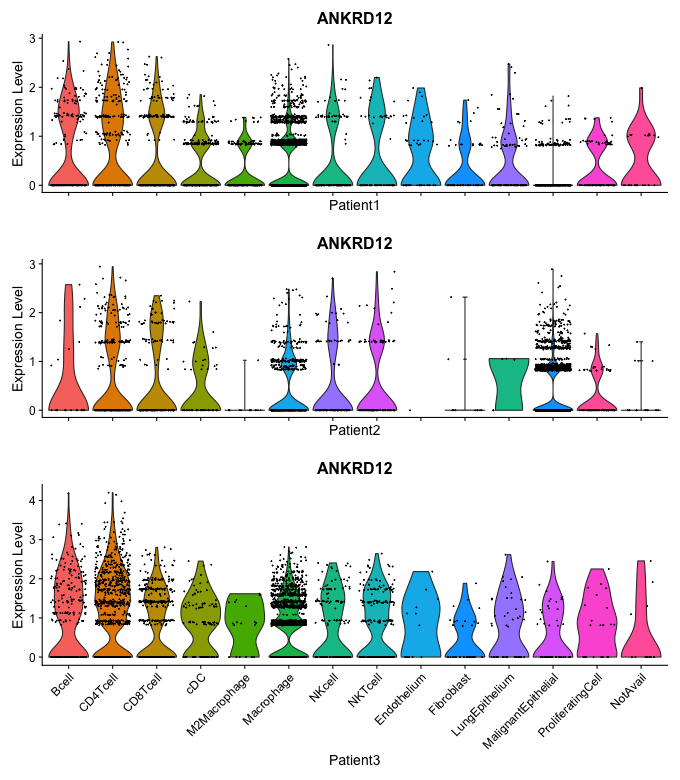 ANKRD12
Expression Level
3
2
1
0
Patient1
ANKRD12
Expression Level
3
2
1
0
Patient2
ANKRD12
Expression Level
4
3
2
1
0
Bcell
CD4Tcell
CD8Tcell
cDC
M2Macrophage
Macrophage
NKcell
NKTcell
Endothelium
Fibroblast
LungEpithelium
MalignantEpithelial
ProliferatingCell
NotAvail
Patient3